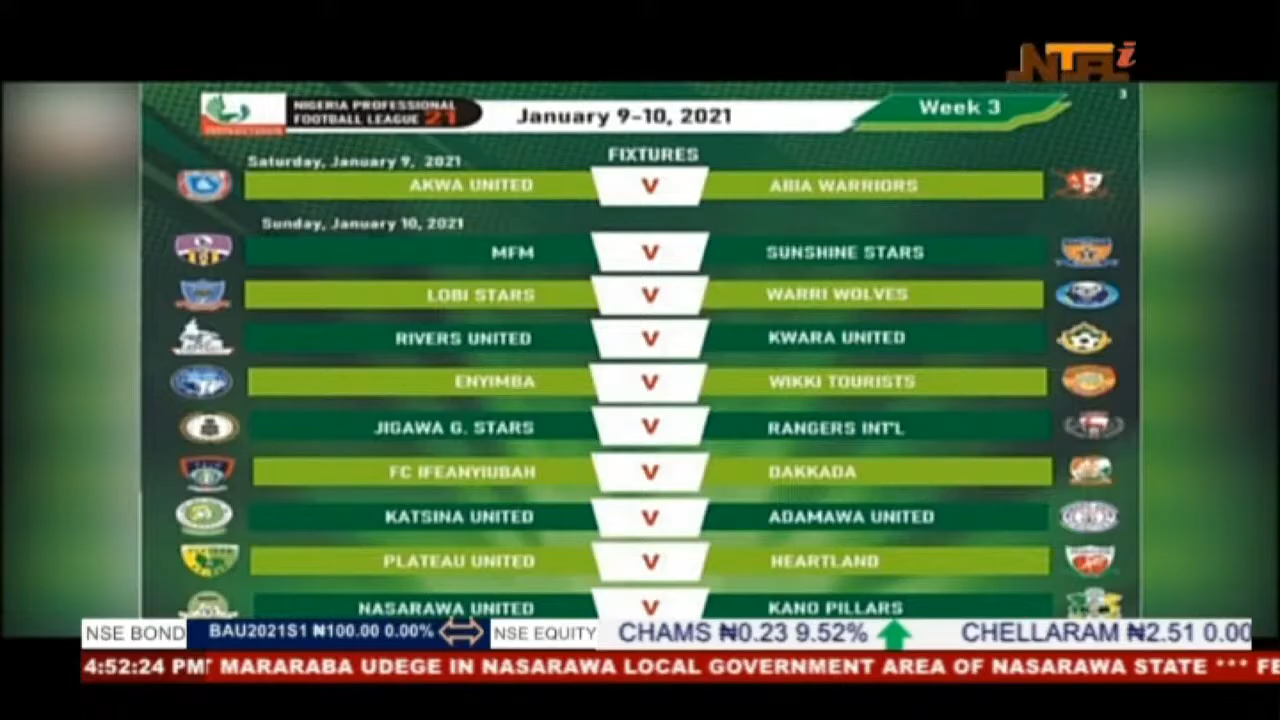 NTA i
3
NIGERIA PROFESSIONAL
FOOTBALL LEAGUE 21
January 9-10, 2021
Week 3
FIXTURES
Saturday, January 9, 2021
AKWA UNITED V ABIA WARRIORS
Sunday, January 10, 2021
MFM V SUNSHINE STARS
LOBI STARS V WARRI WOLVES
RIVERS UNITED V KWARA UNITED
ENYIMBA V WIKKI TOURISTS
JIGAWA G. STARS V RANGERS INT'L
FC IFEANYIUBAH V DAKKADA
KATSINA UNITED V ADAMAWA UNITED
PLATEAU UNITED V HEARTLAND
NASARAWA UNITED V KANO PILLARS
NSE BOND BAU2021S1 ₦100.00 0.00% NSE EQUITY CHAMS ₦0.23 9.52% CHELLARAM ₦2.51 0.00
4:52:24 PM T MARARABA UDEGE IN NASARAWA LOCAL GOVERNMENT AREA OF NASARAWA STATE *** FE